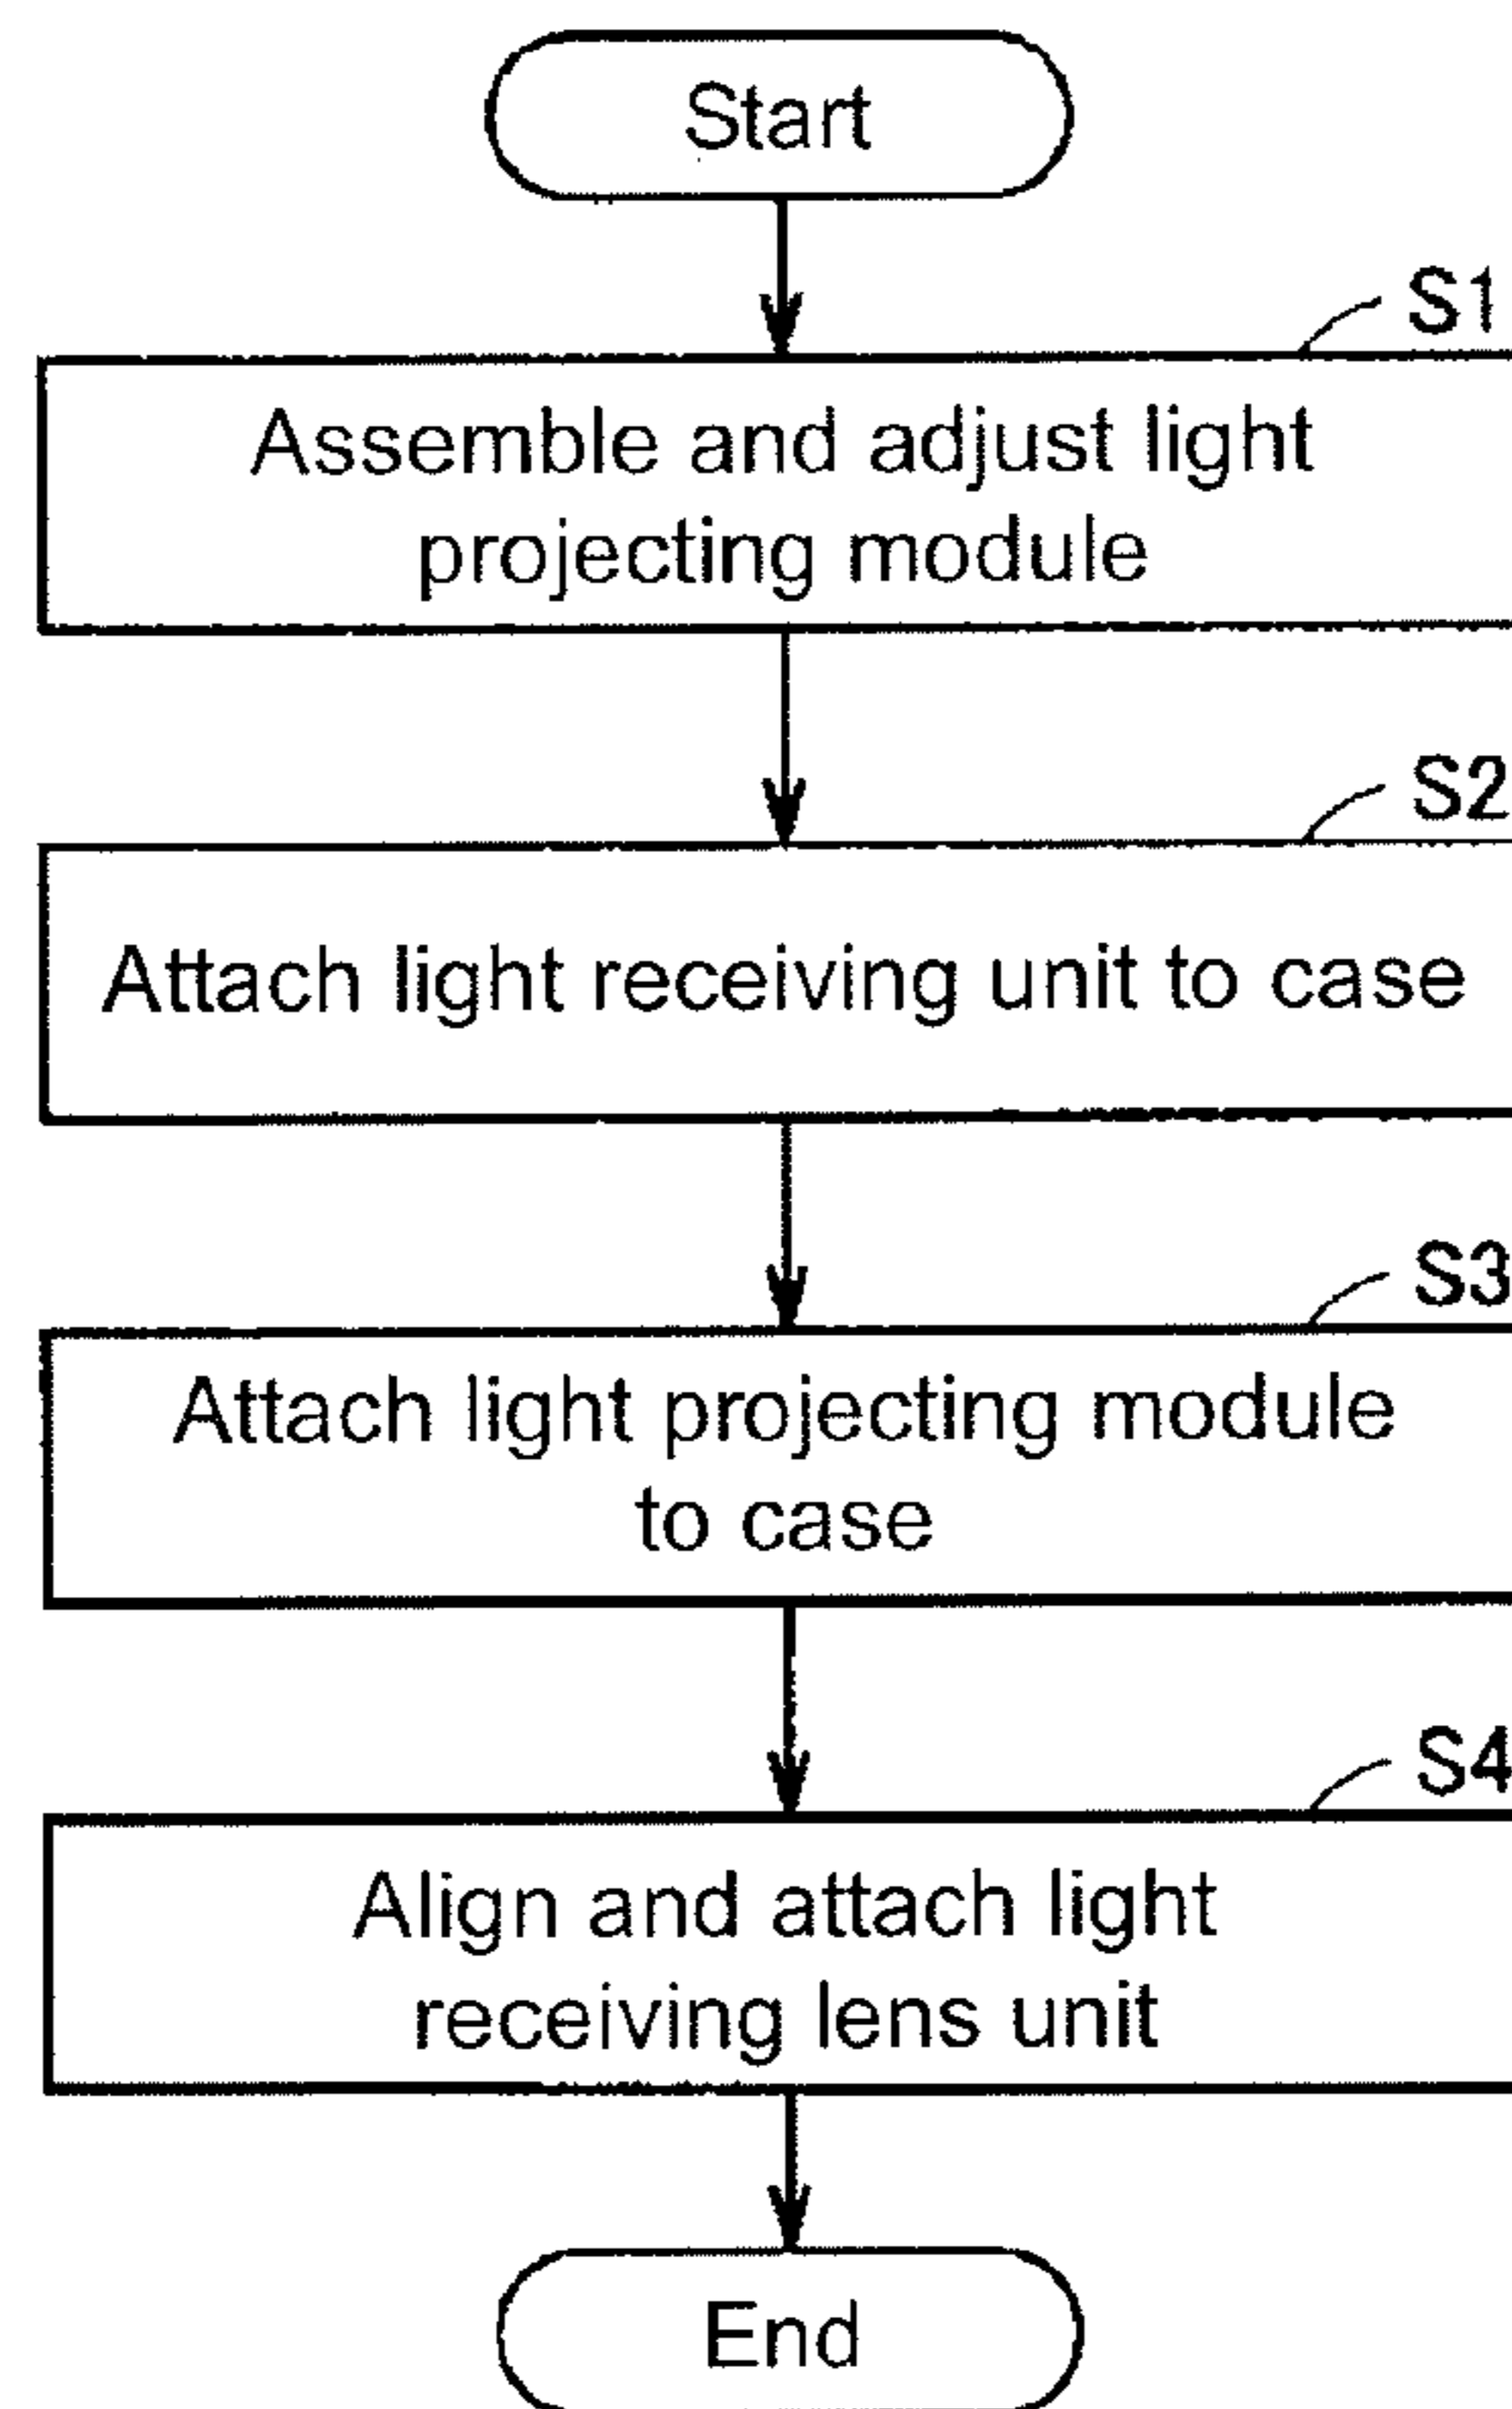 Start
S1
Assemble and adjust light
projecting module
S2
Attach light receiving unit to case
S3
Attach light projecting module
to case
S4
Align and attach light
receiving lens unit
End